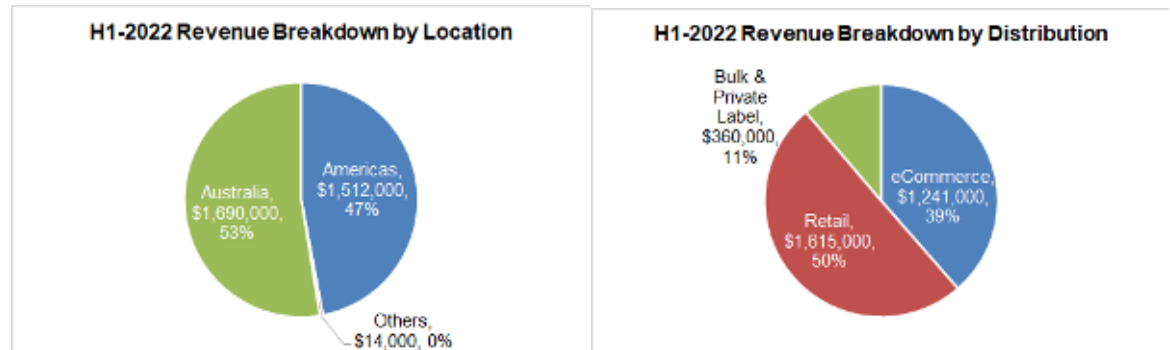 H1-2022 Revenue Breakdown by Location
Americas,
$1,512,000,
47%
Australia,
$1,690,000,
53%
Others,
$14,000, 0%
H1-2022 Revenue Breakdown by Distribution
Bulk &
Private
Label,
$360,000,
11%
eCommerce,
$1,241,000,
39%
Retail,
$1,615,000,
50%